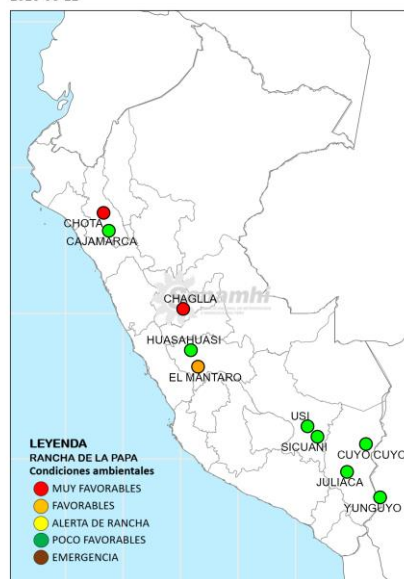 CHOTA
CAJAMARCA
CHAGLLA
HUASAHUASI
EL MANTARO
USI
SICUANI
CUYO CUYO
JULIACA
YUNGUYO
LEYENDA
RANCHA DE LA PAPA
Condiciones ambientales
MUY FAVORABLES
FAVORABLES
ALERTA DE RANCHA
POCO FAVORABLES
EMERGENCIA